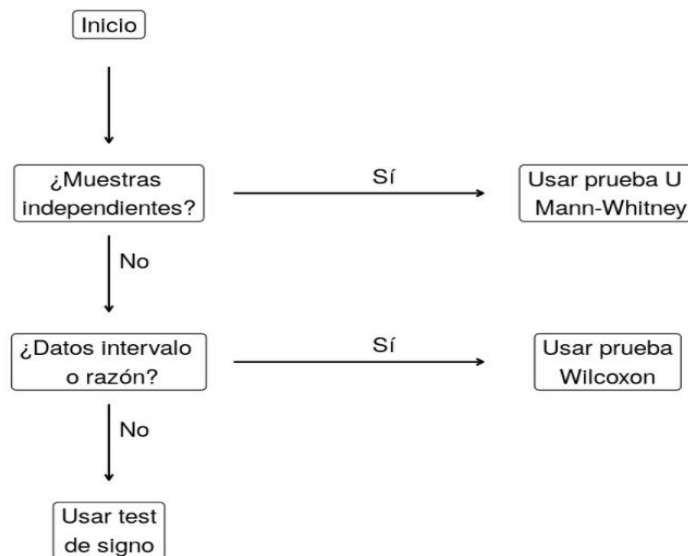 Inicio
¿Muestras
independientes?
Sí
Usar prueba U
Mann-Whitney
No
¿Datos intervalo
o razón?
Sí
Usar prueba
Wilcoxon
No
Usar test
de signo